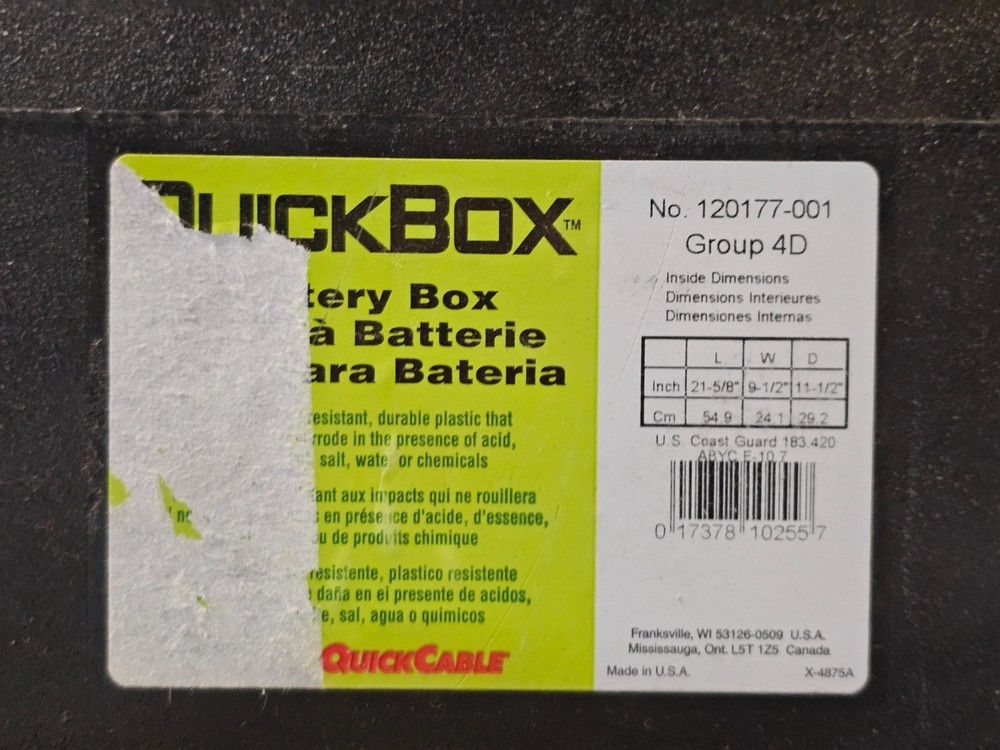 QUICKBOX™
tery Box
à Batterie
ara Bateria
esistant, durable plastic that
rrode in the presence of acid,
salt, wate or chemicals
tant aux impacts qui ne rouillera
en présence d'acide, d'essence,
u de produits chimique
resistente, plastico resistente
daña en ei presente de acidos,
e, sal, agua o quimicos
QUICKCABLE
No. 120177-001
Group 4D
Inside Dimensions
Dimensions Interieures
Dimensiones Internas
L W D
Inch 21-5/8" 9-1/2" 11-1/2"
Cm 54.9 24.1 29.2
U.S. Coast Guard 183.420
ABYC E-10.7
0 17378 10255 7
Franksville, WI 53126-0509 U.S.A.
Mississauga, Ont. L5T 1Z5 Canada
Made in U.S.A. X-4875A